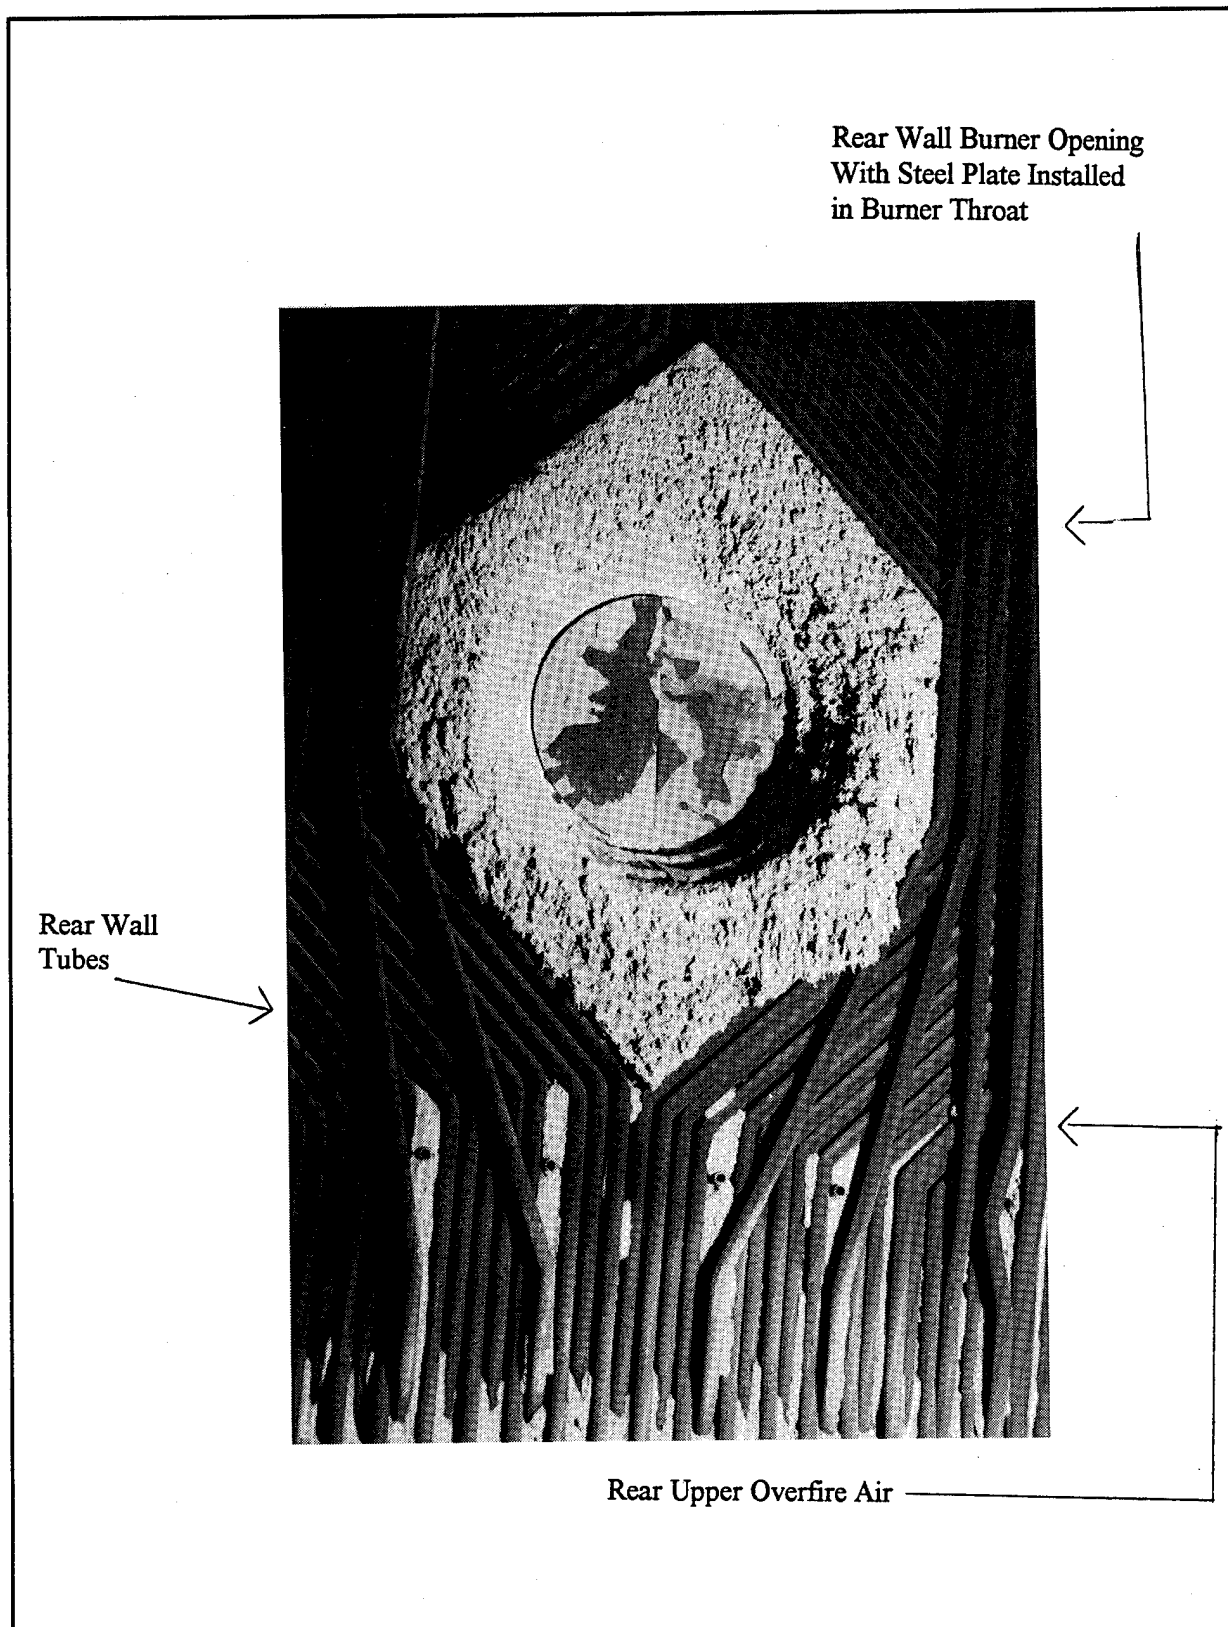 Rear Wall Burner Opening
With Steel Plate Installed
in Burner Throat
Rear Wall
Tubes
Rear Upper Overfire Air